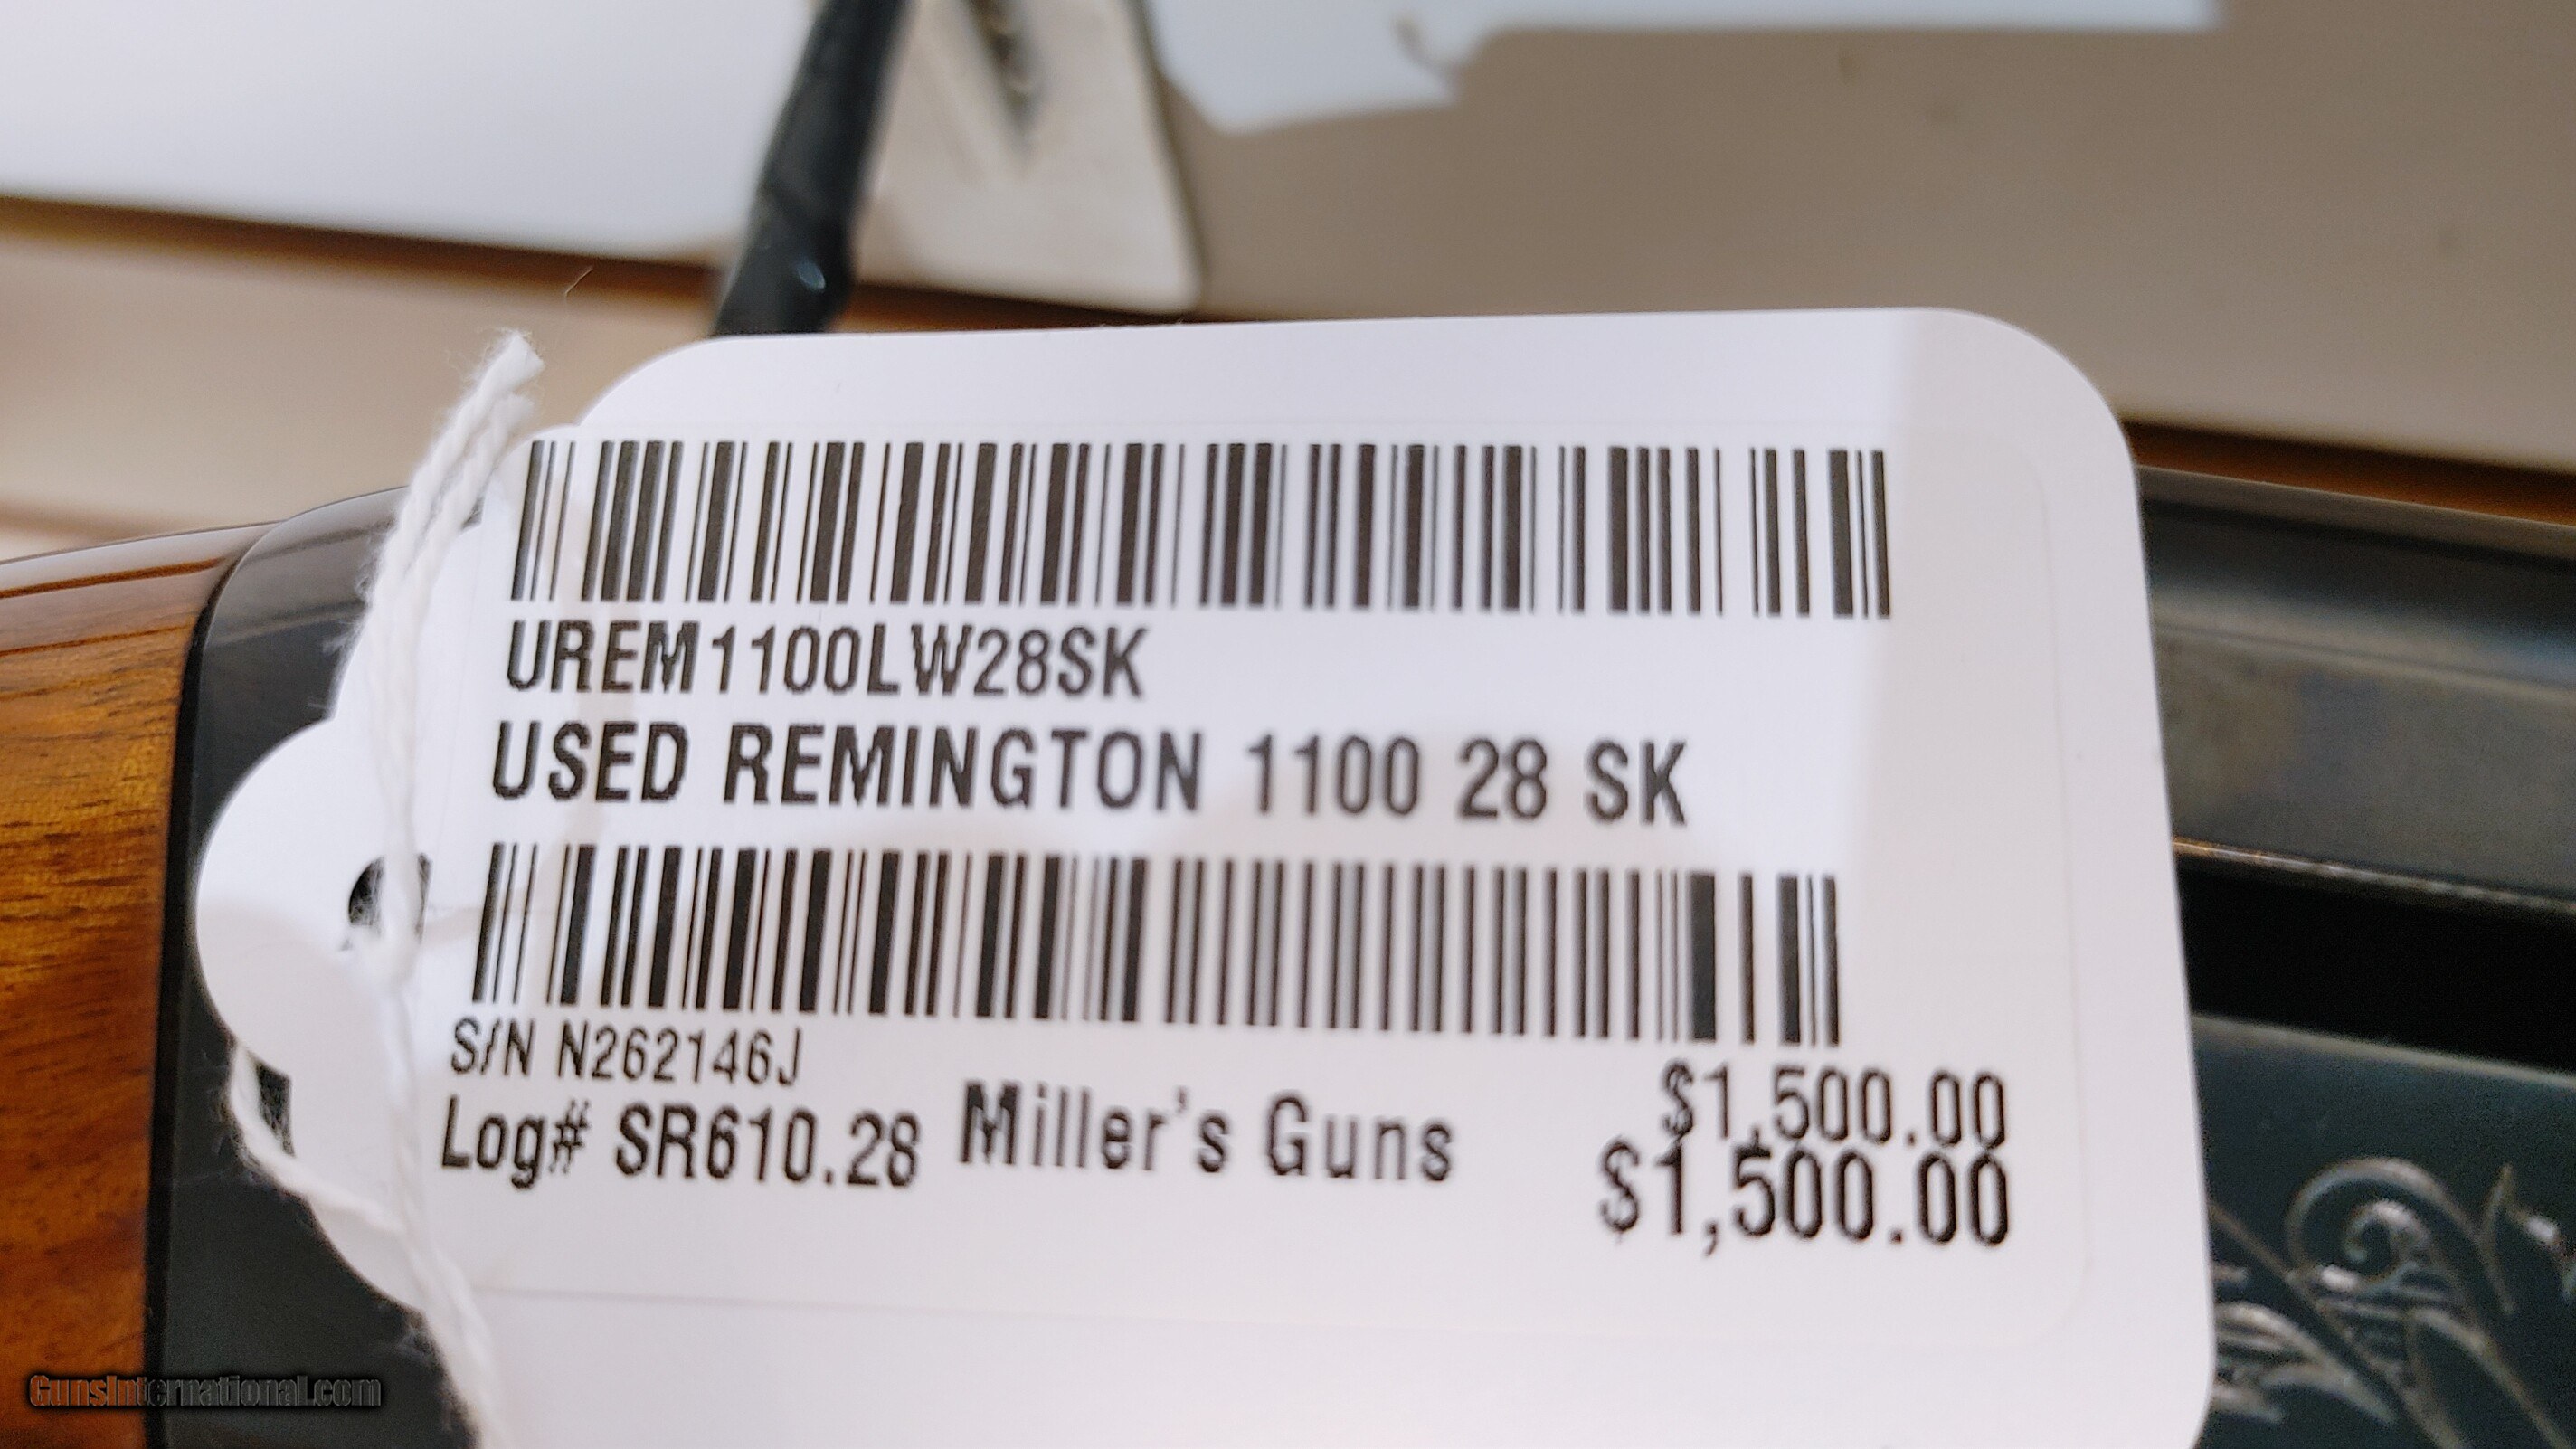 UREM1100LW28SK
USED REMINGTON 1100 28 SK
S/N N262146J
$1,500.00
Log# SR610.28 Miller's Guns
$1,500.00
GunsInternational.com